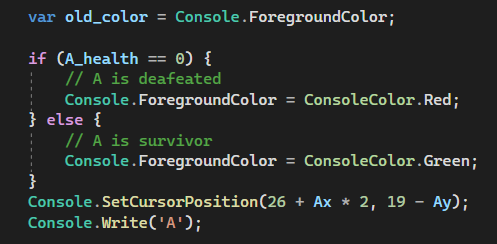 var old_color = Console.ForegroundColor;
if (A_health == 0) {
// A is deafeated
Console.ForegroundColor = ConsoleColor.Red;
} else {
// A is survivor
Console.ForegroundColor = ConsoleColor.Green;
}
Console.SetCursorPosition(26 + Ax * 2, 19 - Ay);
Console.Write('A');